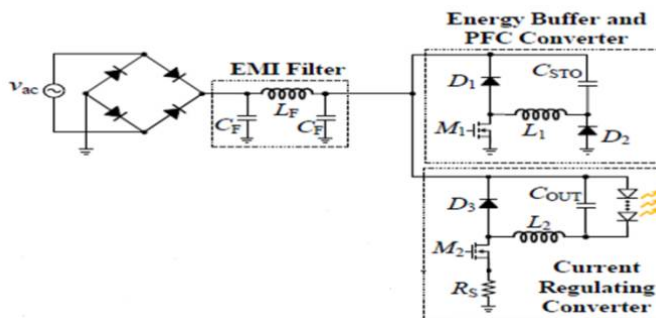 Energy Buffer and
PFC Converter
EMI Filter
D1
CSTO
vac
LF
CF
CF
M1
L1
D2
D3
COUT
L2
M2
RS
Current
Regulating
Converter